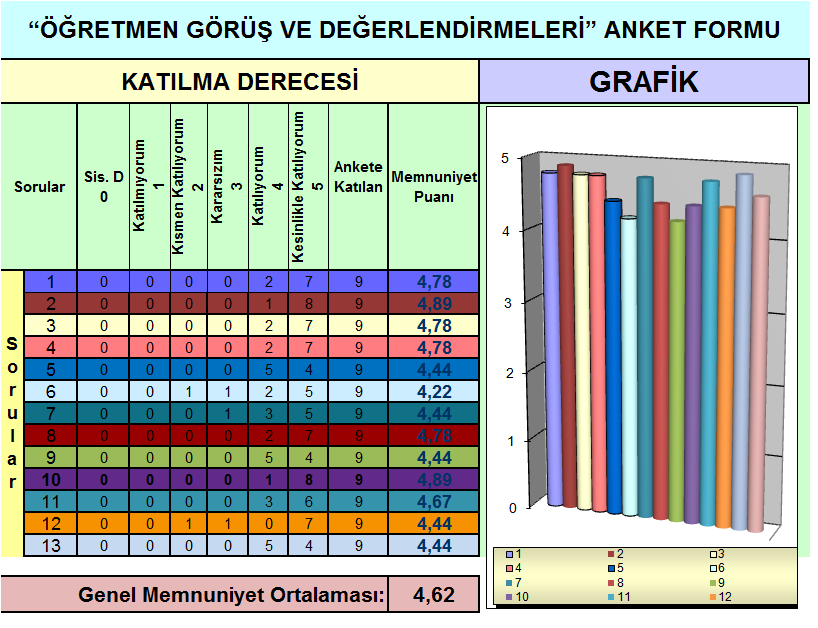 “ÖĞRETMEN GÖRÜŞ VE DEĞERLENDİRMELERİ” ANKET FORMU
KATILMA DERECESİ
GRAFİK
Sorular
Sis. D
0
Katılmıyorum
1
Kısmen Katılıyorum
2
Kararsızım
3
Katılıyorum
4
Kesinlikle Katılıyorum
5
Ankete
Katılan
Memnuniyet
Puanı
Sorular
1 0 0 0 0 2 7 9 4,78
2 0 0 0 0 1 8 9 4,89
3 0 0 0 0 2 7 9 4,78
4 0 0 0 0 2 7 9 4,78
5 0 0 0 0 5 4 9 4,44
6 0 0 1 1 2 5 9 4,22
7 0 0 0 1 3 5 9 4,44
8 0 0 0 0 2 7 9 4,78
9 0 0 0 0 5 4 9 4,44
10 0 0 0 0 1 8 9 4,89
11 0 0 0 0 3 6 9 4,67
12 0 0 1 1 0 7 9 4,44
13 0 0 0 0 5 4 9 4,44
Genel Memnuniyet Ortalaması: 4,62
5
4
3
2
1
0
1 2 3
4 5 6
7 8 9
10 11 12